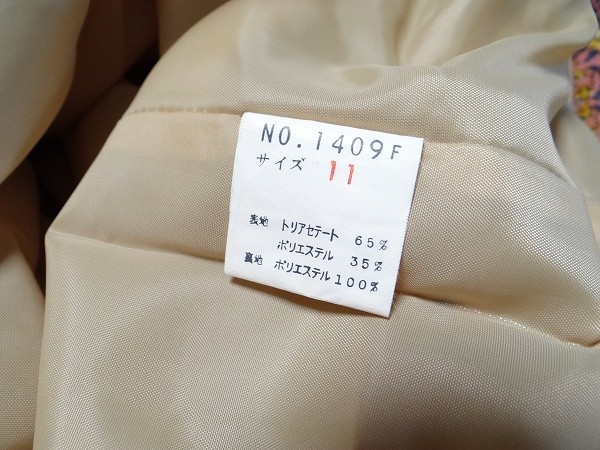 NO.1409F
サイズ 11
表地 トリアセテート 65%
ポリエステル 35%
裏地 ポリエステル 100%